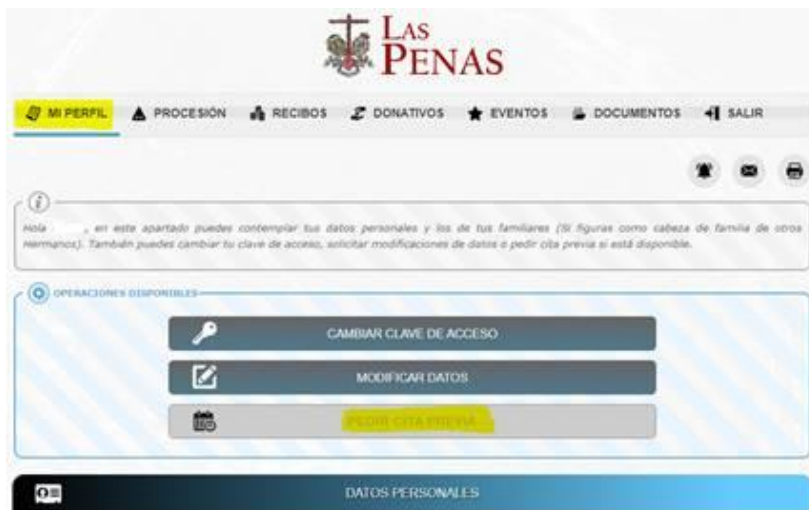 LAS
PENAS
MI PERFIL PROCESIÓN RECIBOS DONATIVOS EVENTOS DOCUMENTOS SALIR
Hola , en este apartado puedes contemplar tus datos personales y los de tus familiares (Si figuras como cabeza de familia de otros
Hermanos). También puedes cambiar tu clave de acceso, solicitar modificaciones de datos o pedir cita previa si está disponible.
OPERACIONES DISPONIBLES
CAMBIAR CLAVE DE ACCESO
MODIFICAR DATOS
PEDIR CITA PREVIA
DATOS PERSONALES